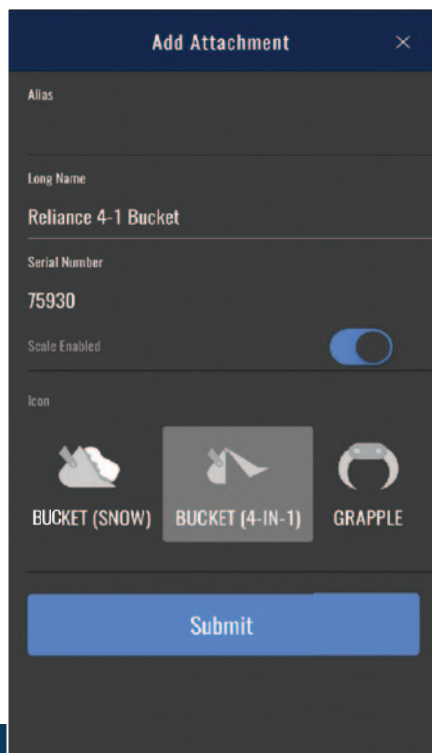 Add Attachment
Alias
Long Name
Reliance 4-1 Bucket
Serial Number
75930
Scale Enabled
Icon
BUCKET (SNOW) BUCKET (4-IN-1) GRAPPLE
Submit